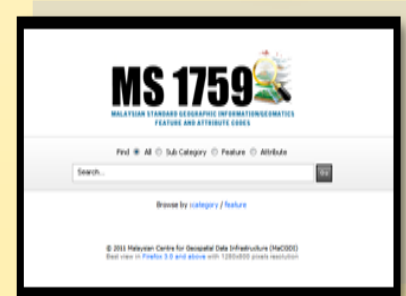 MS 1759
MALAYSIAN STANDARD GEOGRAPHIC INFORMATION/GEOMATICS
FEATURE AND ATTRIBUTE CODES
Find All Sub Category Feature Attribute
Search... Go
Browse by :category / feature
© 2011 Malaysian Centre for Geospatial Data Infrastructure (MaCGDI)
Best view in Firefox 3.0 and above with 1280x800 pixels resolution